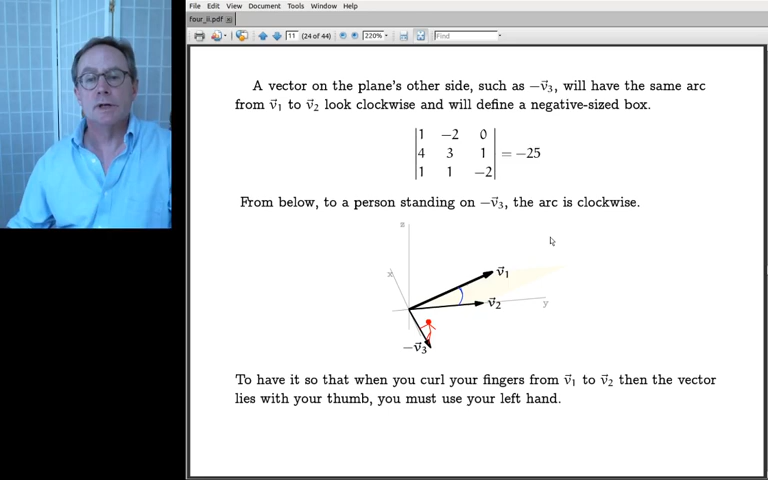 File Edit View Document Tools Window Help
four_ii.pdf
11 (24 of 44) 220% Find
A vector on the plane's other side, such as −v⃗₃, will have the same arc
from v⃗₁ to v⃗₂ look clockwise and will define a negative-sized box.
|1 −2 0|
|4 3 1| = −25
|1 1 −2|
From below, to a person standing on −v⃗₃, the arc is clockwise.
z
x
v⃗₁
v⃗₂
y
−v⃗₃
To have it so that when you curl your fingers from v⃗₁ to v⃗₂ then the vector
lies with your thumb, you must use your left hand.